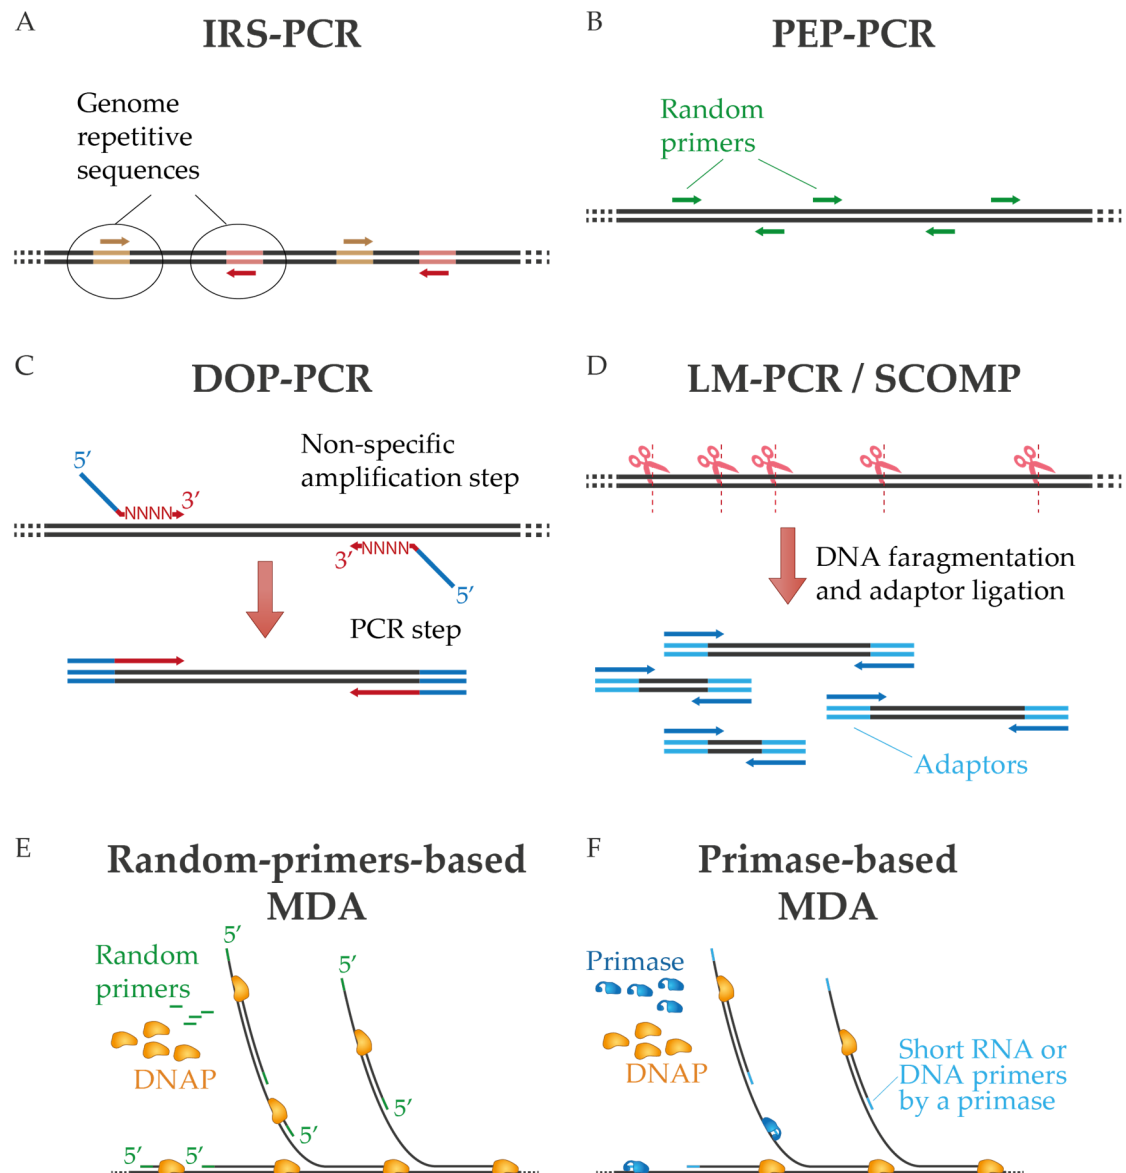 A
IRS-PCR
Genome
repetitive
sequences
B
PEP-PCR
Random
primers
C
DOP-PCR
5′
Non-specific
amplification step
NNNN
3′
3′
NNNN
5′
PCR step
D
LM-PCR / SCOMP
DNA faragmentation
and adaptor ligation
Adaptors
E
Random-primers-based
MDA
5′
Random
primers
5′
DNAP
5′
5′
5′
5′
F
Primase-based
MDA
Primase
DNAP
Short RNA or
DNA primers
by a primase